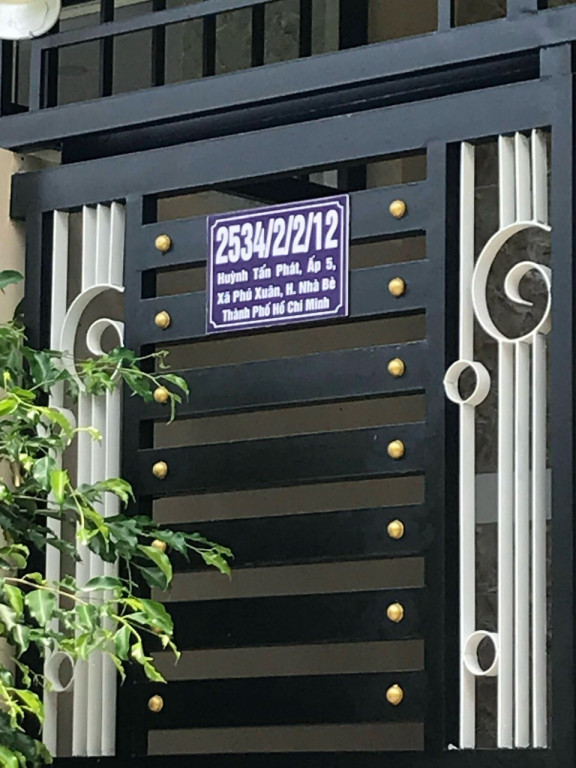 2534/2/2/12
Huỳnh Tấn Phát, Ấp 5,
Xã Phú Xuân, H. Nhà Bè
Thành Phố Hồ Chí Minh